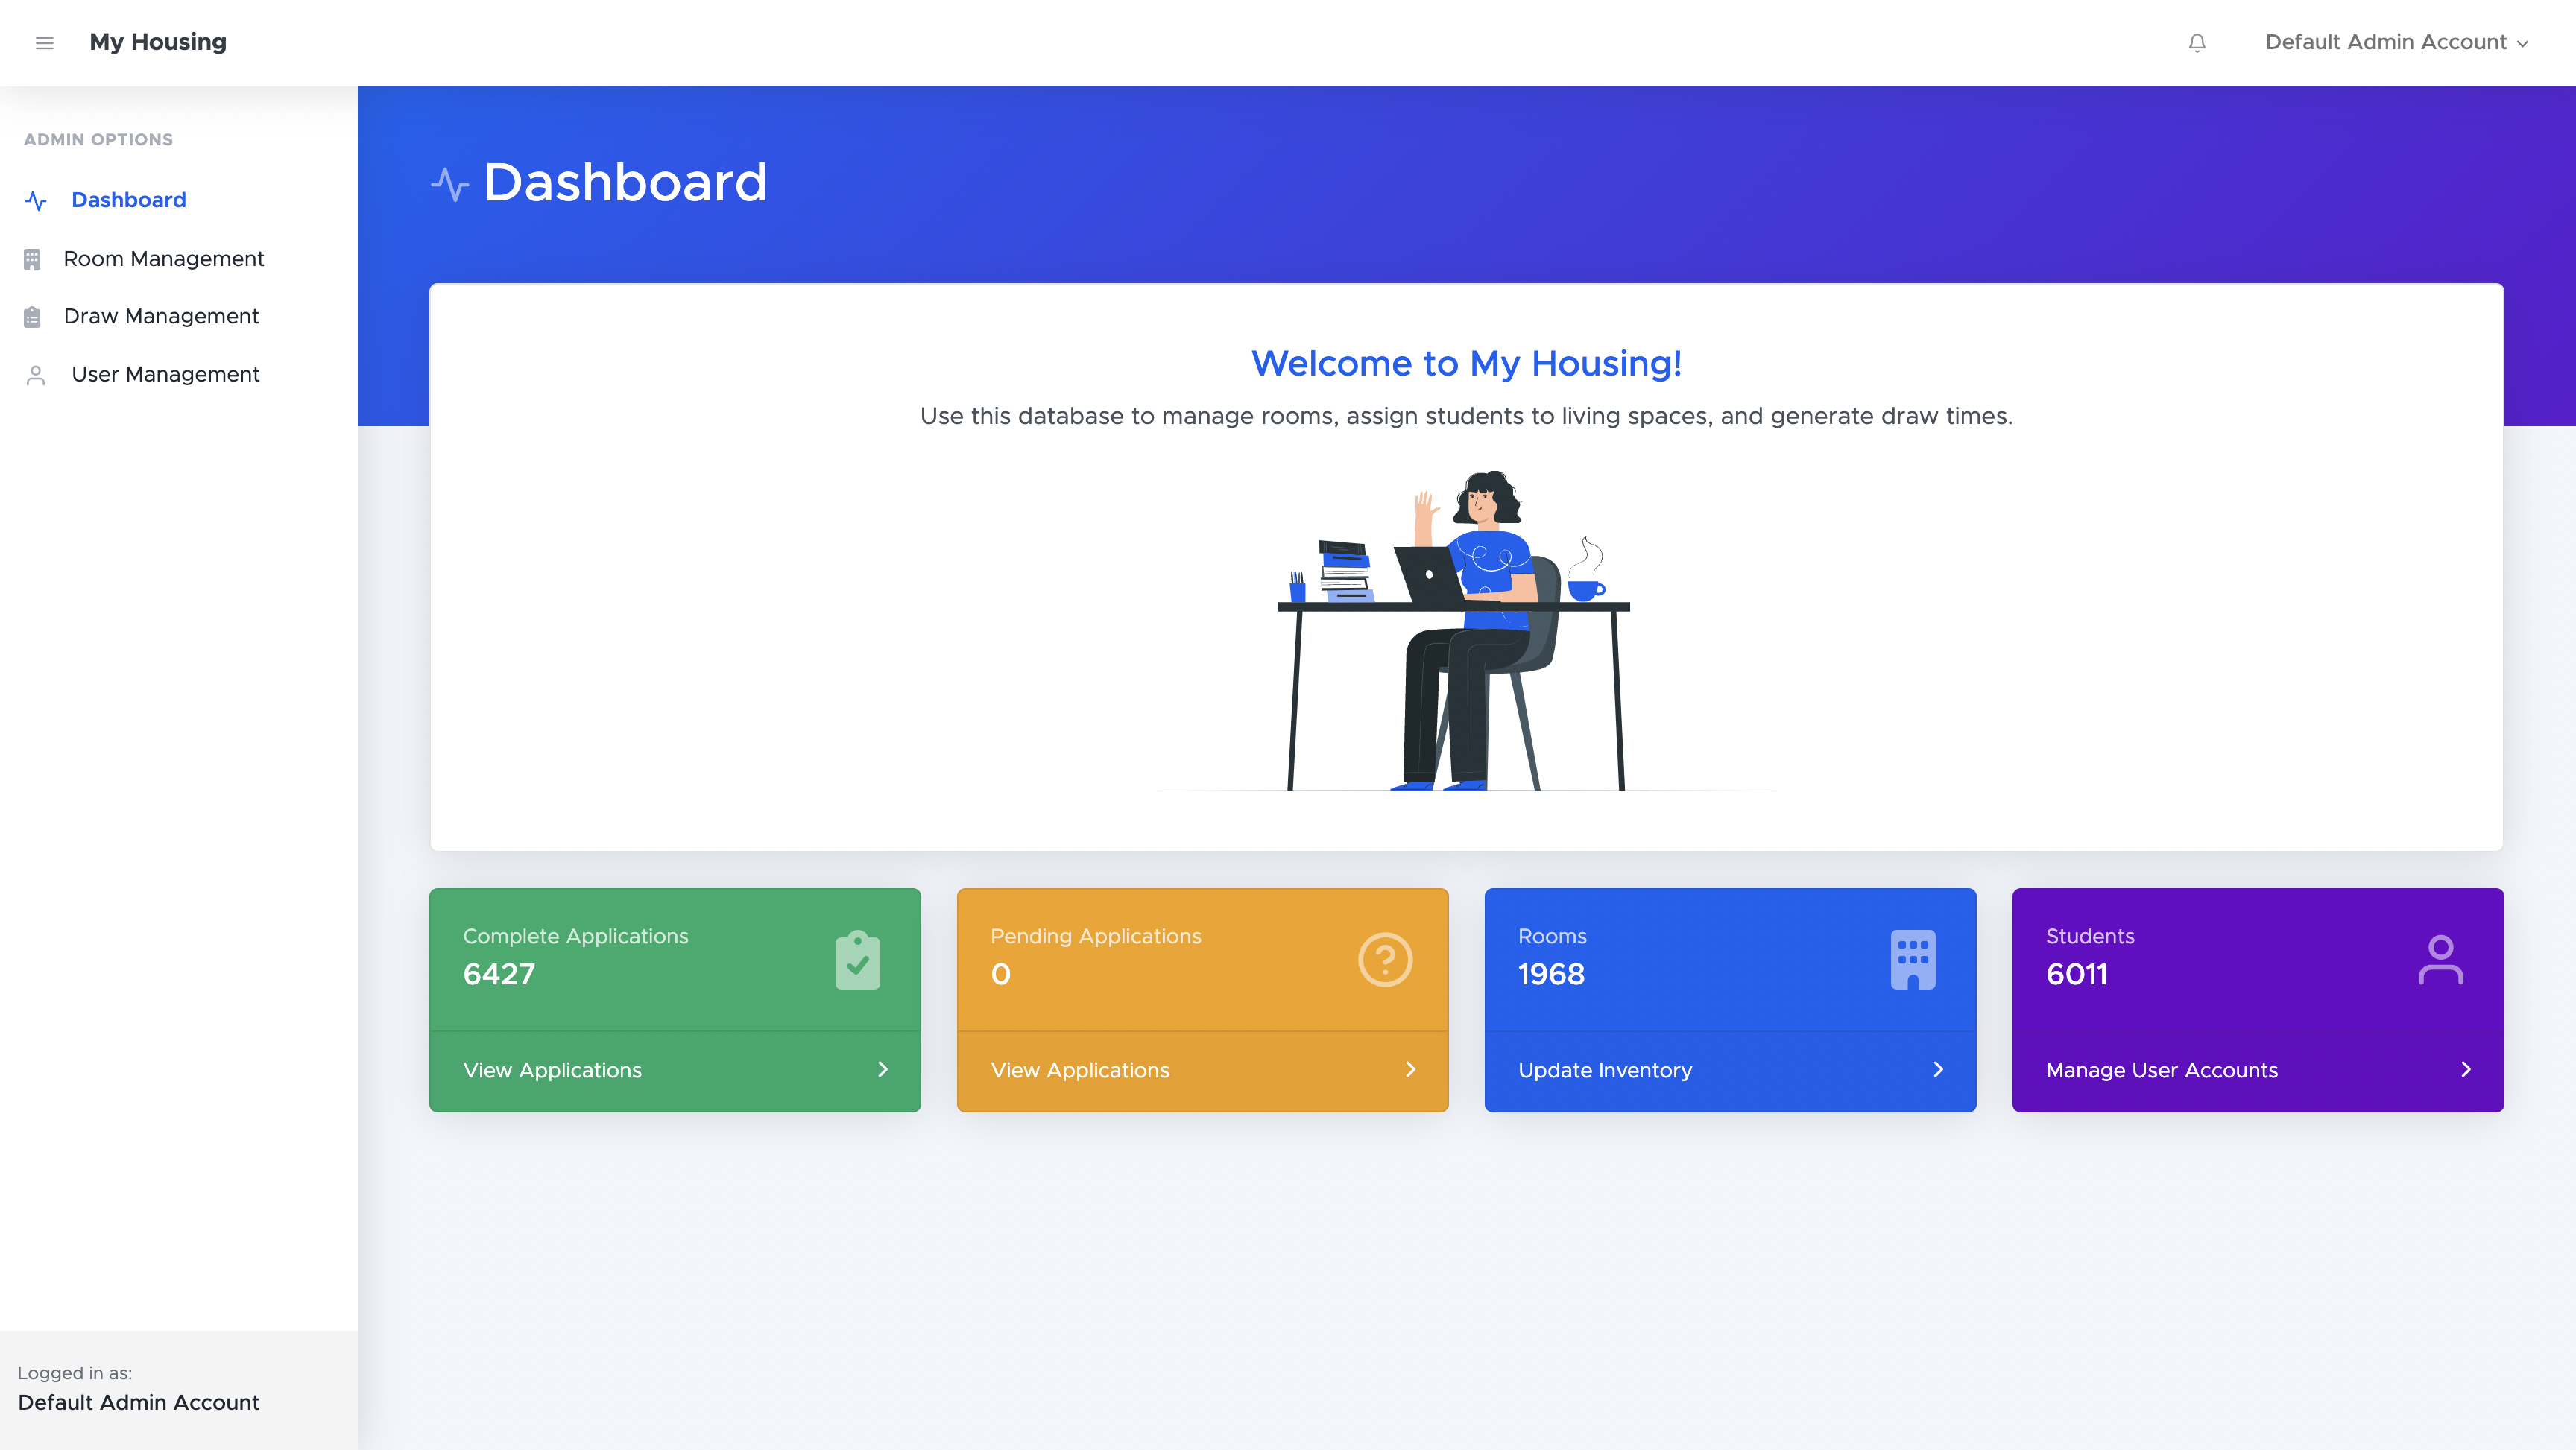 My Housing
Default Admin Account
ADMIN OPTIONS
Dashboard
Room Management
Draw Management
User Management
Dashboard
Welcome to My Housing!
Use this database to manage rooms, assign students to living spaces, and generate draw times.
Complete Applications
6427
View Applications
Pending Applications
0
View Applications
Rooms
1968
Update Inventory
Students
6011
Manage User Accounts
Logged in as:
Default Admin Account